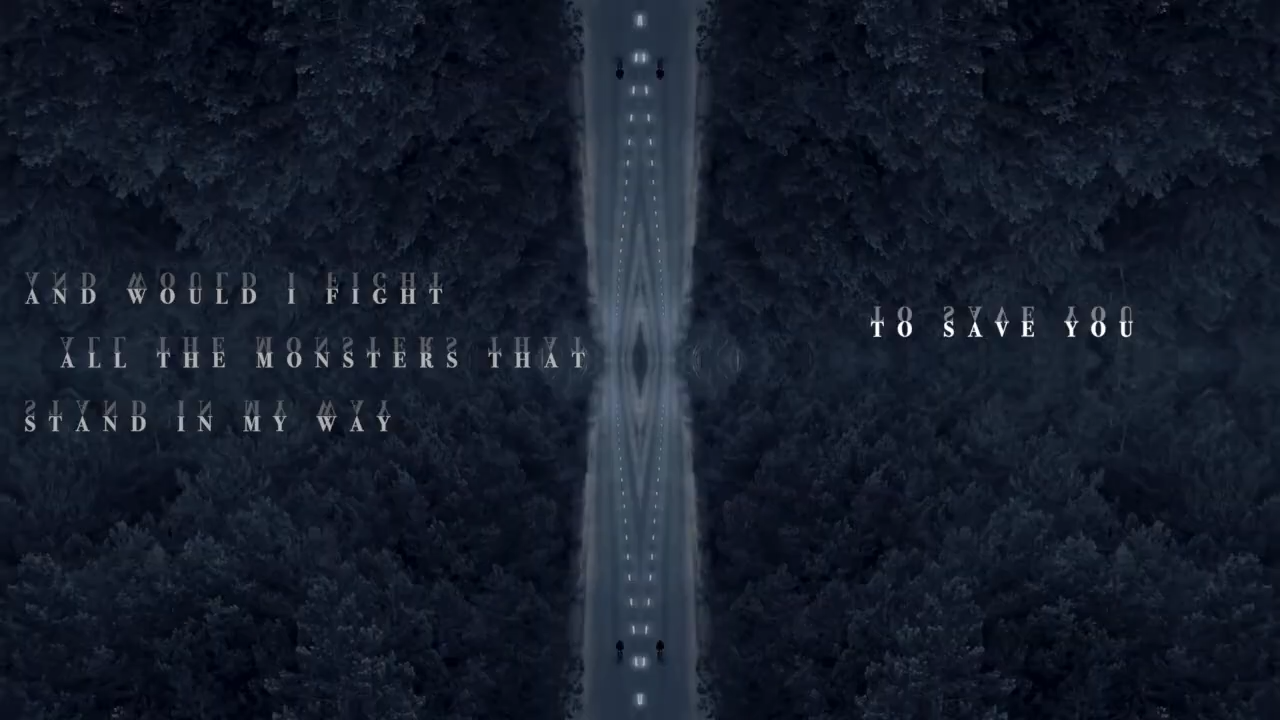 AND WOULD I FIGHT
ALL THE MONSTERS THAT
STAND IN MY WAY
TO SAVE YOU